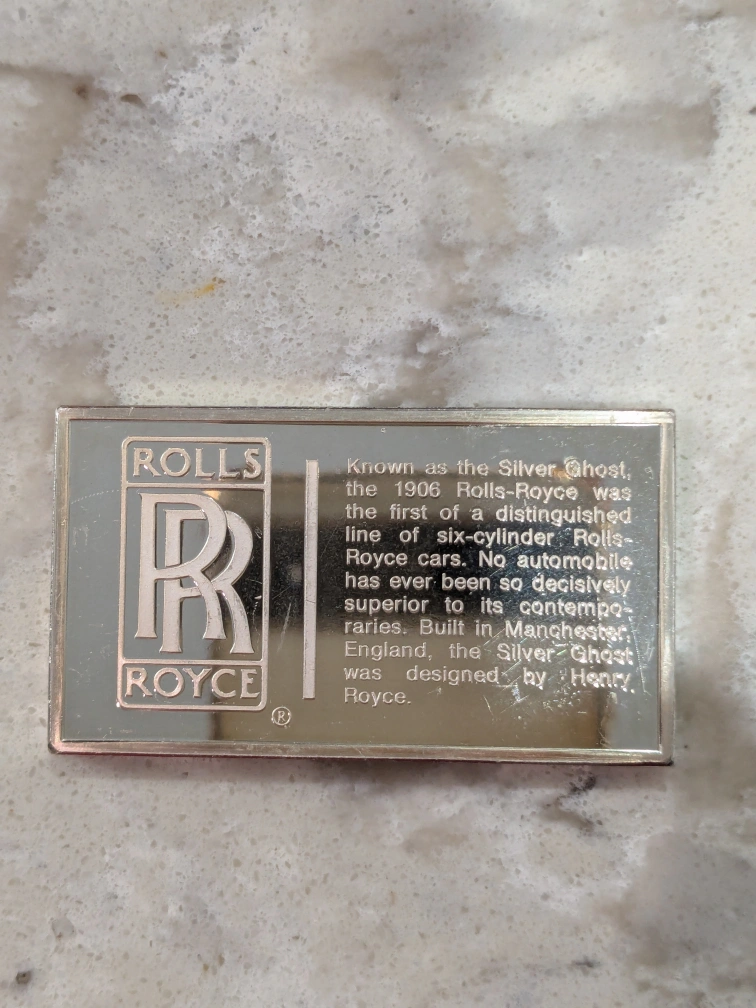 ROLLS
RR
ROYCE
®
Known as the Silver Ghost,
the 1906 Rolls-Royce was
the first of a distinguished
line of six-cylinder Rolls-
Royce cars. No automobile
has ever been so decisively
superior to its contempo-
raries. Built in Manchester,
England, the Silver Ghost
was designed by Henry
Royce.